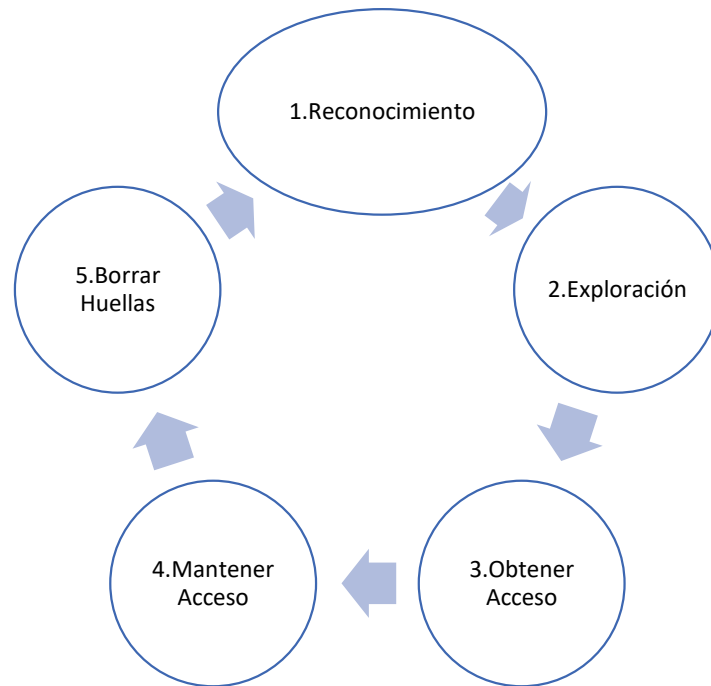 1.Reconocimiento
2.Exploración
3.Obtener
Acceso
4.Mantener
Acceso
5.Borrar
Huellas